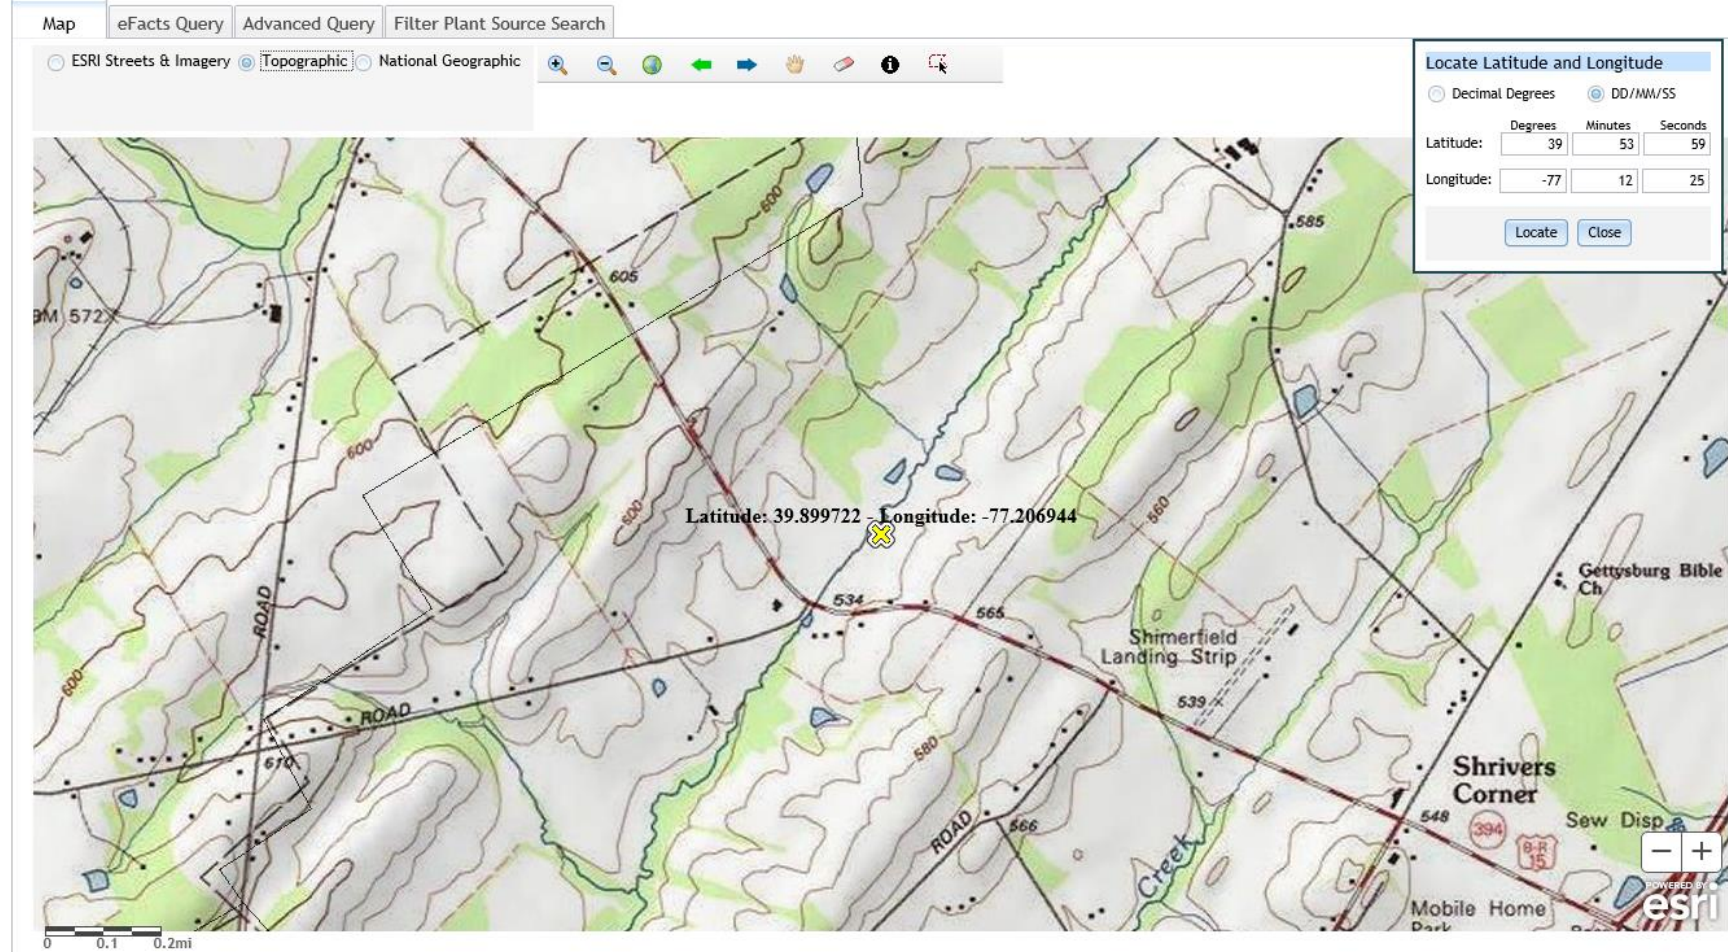 Map eFacts Query Advanced Query Filter Plant Source Search
ESRI Streets & Imagery Topographic National Geographic
Locate Latitude and Longitude
Decimal Degrees DD/MM/SS
Degrees Minutes Seconds
Latitude: 39 53 59
Longitude: -77 12 25
Locate Close
600
585
605
BM 572
600
600
560
Latitude: 39.899722 - Longitude: -77.206944
Gettysburg Bible
Ch
ROAD
534
565
Shimerfield
Landing Strip
600
539
ROAD
580
610
Shrivers
Corner
ROAD
566
548
394
Sew Disp
B-R
15
Creek
Mobile Home
Park
POWERED BY
esri
0 0.1 0.2mi